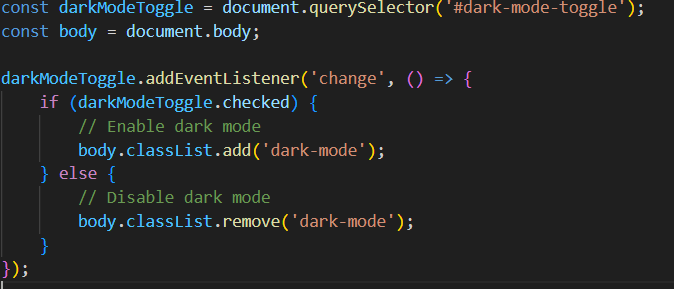 const darkModeToggle = document.querySelector('#dark-mode-toggle');
const body = document.body;

darkModeToggle.addEventListener('change', () => {
    if (darkModeToggle.checked) {
        // Enable dark mode
        body.classList.add('dark-mode');
    } else {
        // Disable dark mode
        body.classList.remove('dark-mode');
    }
});